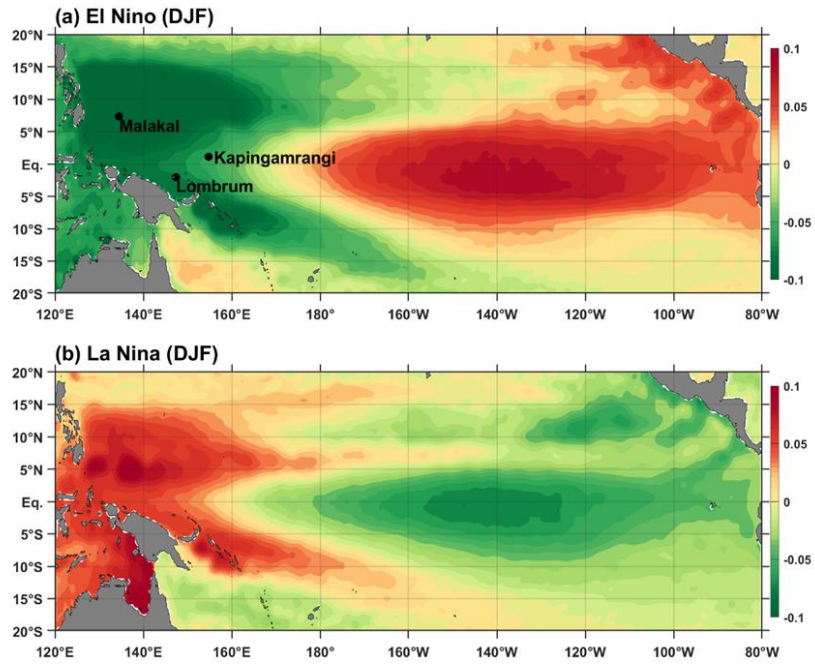 (a) El Nino (DJF)
20°N
15°N
10°N
5°N
Eq.
5°S
10°S
15°S
20°S
Malakal
Kapingamrangi
Lombrum
120°E 140°E 160°E 180° 160°W 140°W 120°W 100°W 80°W
0.1
0.05
0
-0.05
-0.1
(b) La Nina (DJF)
20°N
15°N
10°N
5°N
Eq.
5°S
10°S
15°S
20°S
120°E 140°E 160°E 180° 160°W 140°W 120°W 100°W 80°W
0.1
0.05
0
-0.05
-0.1